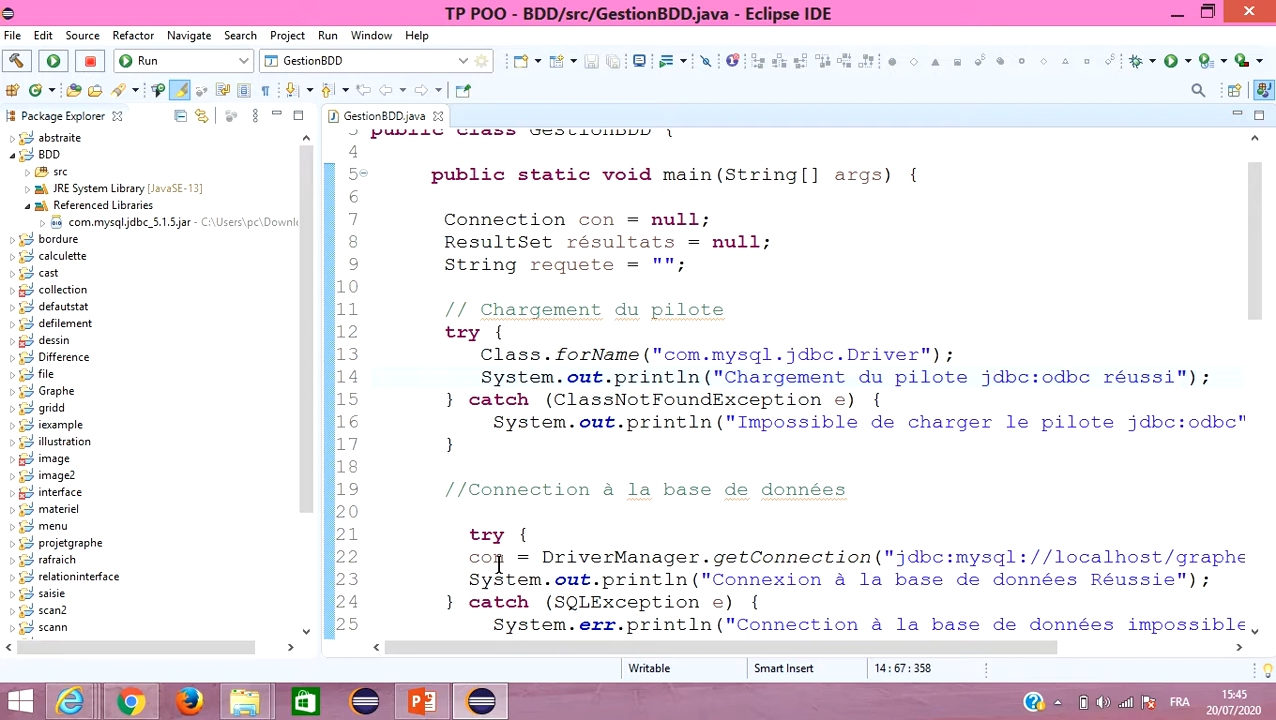 TP POO - BDD/src/GestionBDD.java - Eclipse IDE
File Edit Source Refactor Navigate Search Project Run Window Help
Run GestionBDD
Package Explorer
GestionBDD.java
abstraite
BDD
src
JRE System Library [JavaSE-13]
Referenced Libraries
com.mysql.jdbc_5.1.5.jar - C:\Users\pc\Downl
bordure
calculette
cast
collection
defautstat
defilement
dessin
Difference
file
Graphe
gridd
iexample
illustration
image
image2
interface
materiel
menu
projetgraphe
rafraich
relationinterface
saisie
scan2
scann
public class GestionBDD {
4
5 public static void main(String[] args) {
6
7 Connection con = null;
8 ResultSet résultats = null;
9 String requete = "";
10
11 // Chargement du pilote
12 try {
13 Class.forName("com.mysql.jdbc.Driver");
14 System.out.println("Chargement du pilote jdbc:odbc réussi");
15 } catch (ClassNotFoundException e) {
16 System.out.println("Impossible de charger le pilote jdbc:odbc"
17 }
18
19 //Connection à la base de données
20
21 try {
22 con = DriverManager.getConnection("jdbc:mysql://localhost/graphe
23 System.out.println("Connexion à la base de données Réussie");
24 } catch (SQLException e) {
25 System.err.println("Connection à la base de données impossible
Writable Smart Insert 14 : 67 : 358
FRA
15:45
20/07/2020